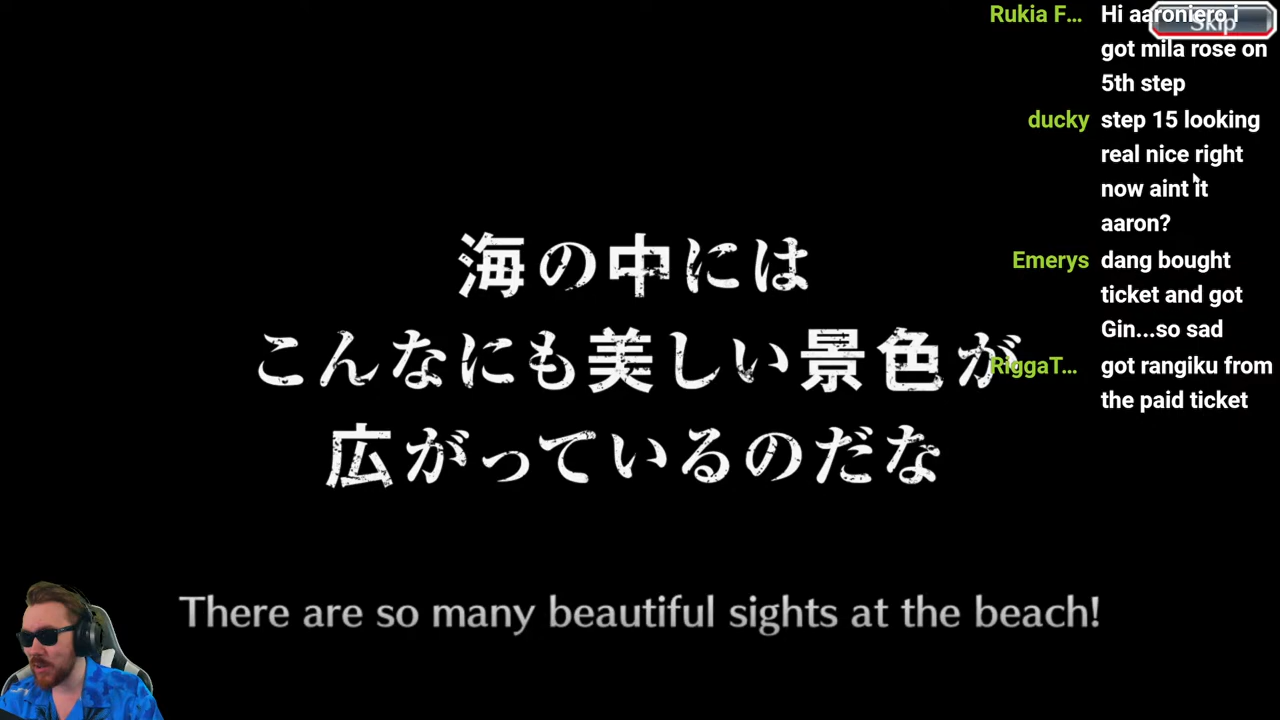 海の中には
こんなにも美しい景色が
広がっているのだな
There are so many beautiful sights at the beach!
Skip
Rukia F... Hi aaroniero i
got mila rose on
5th step
ducky step 15 looking
real nice right
now aint it
aaron?
Emerys dang bought
ticket and got
Gin...so sad
RiggaT... got rangiku from
the paid ticket